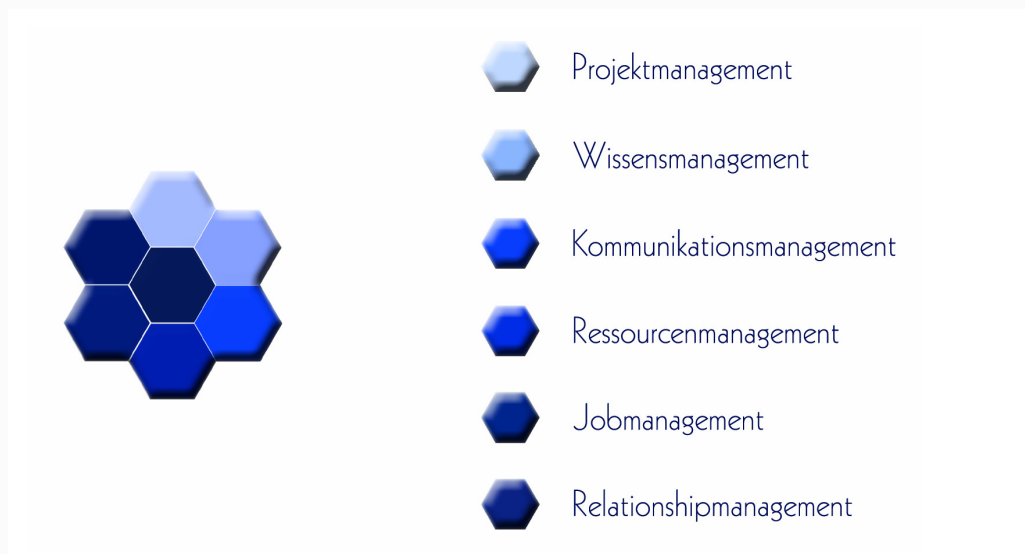 Projektmanagement
Wissensmanagement
Kommunikationsmanagement
Ressourcenmanagement
Jobmanagement
Relationshipmanagement